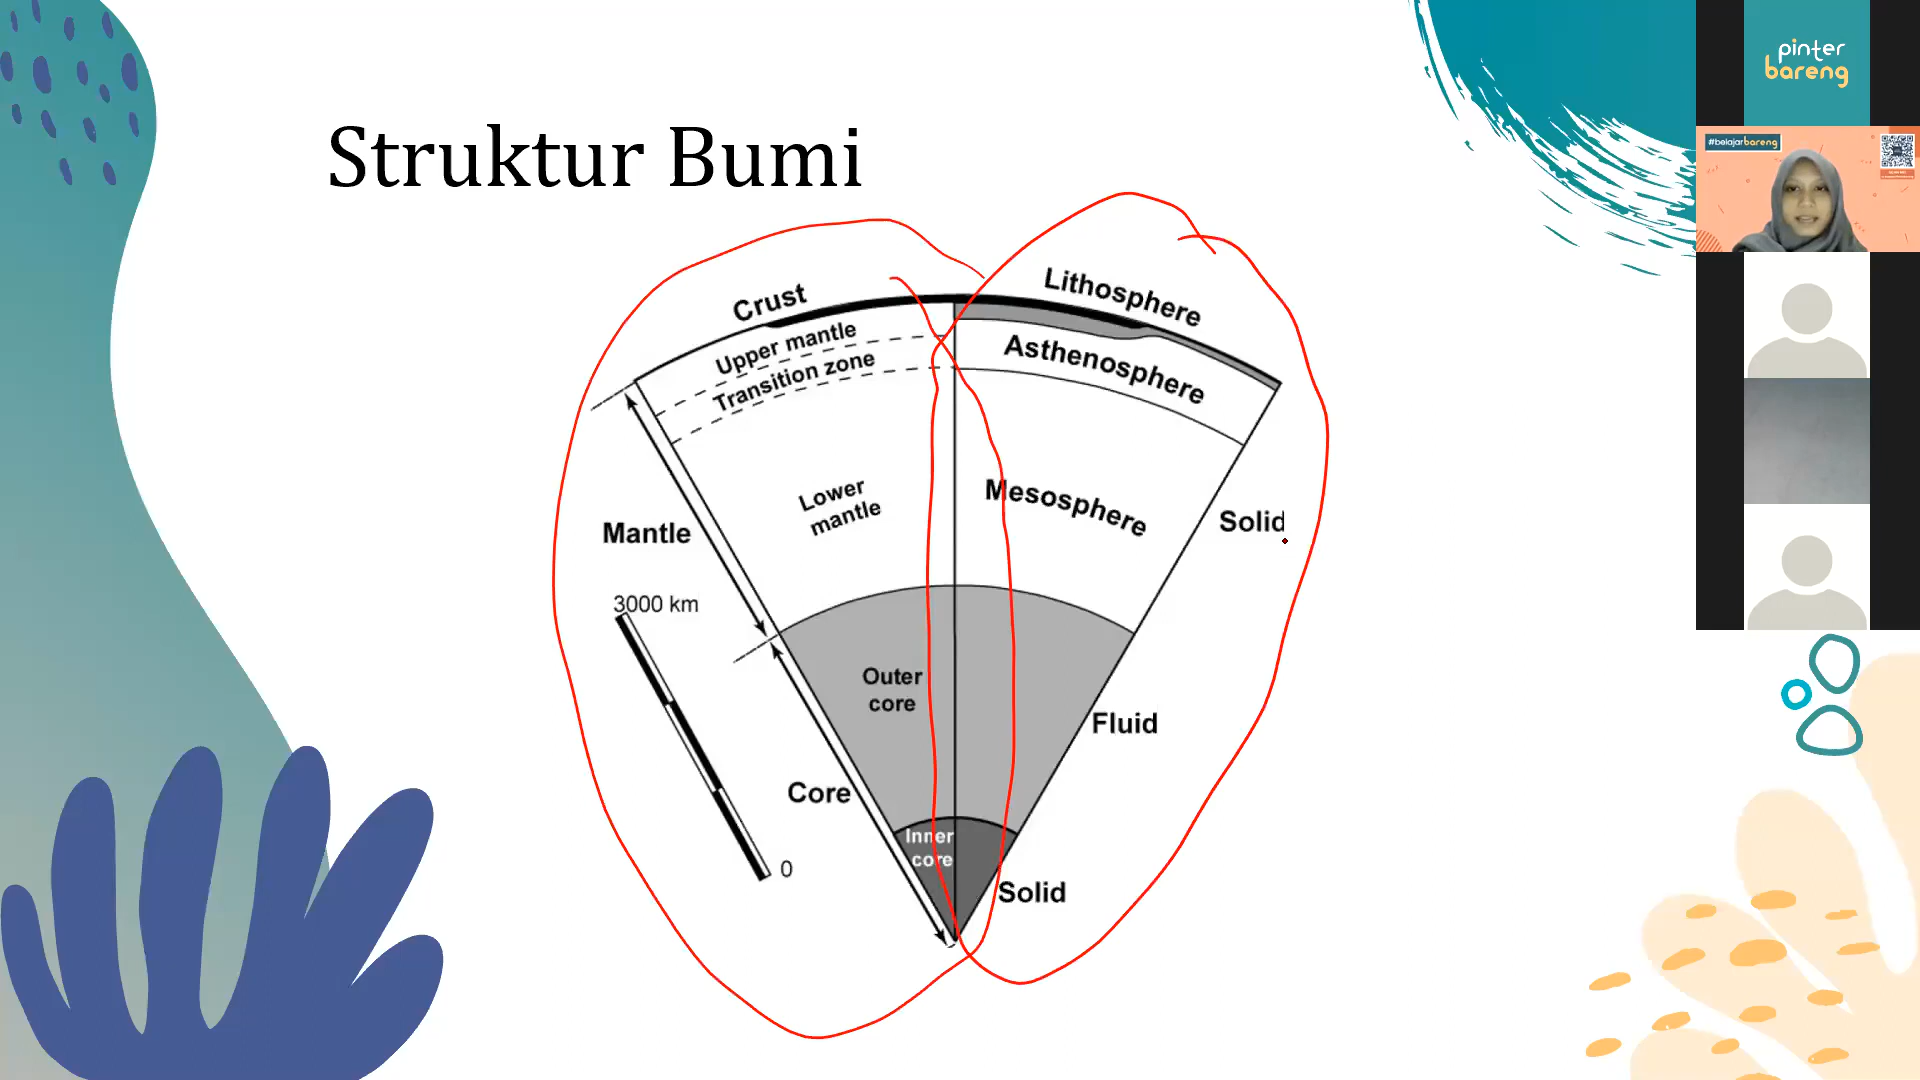 Struktur Bumi
Crust
Upper mantle
Transition zone
Lower
mantle
Mantle
3000 km
0
Outer
core
Core
Inner
core
Lithosphere
Asthenosphere
Mesosphere
Solid
Fluid
Solid
pinter
bareng
#belajarbareng